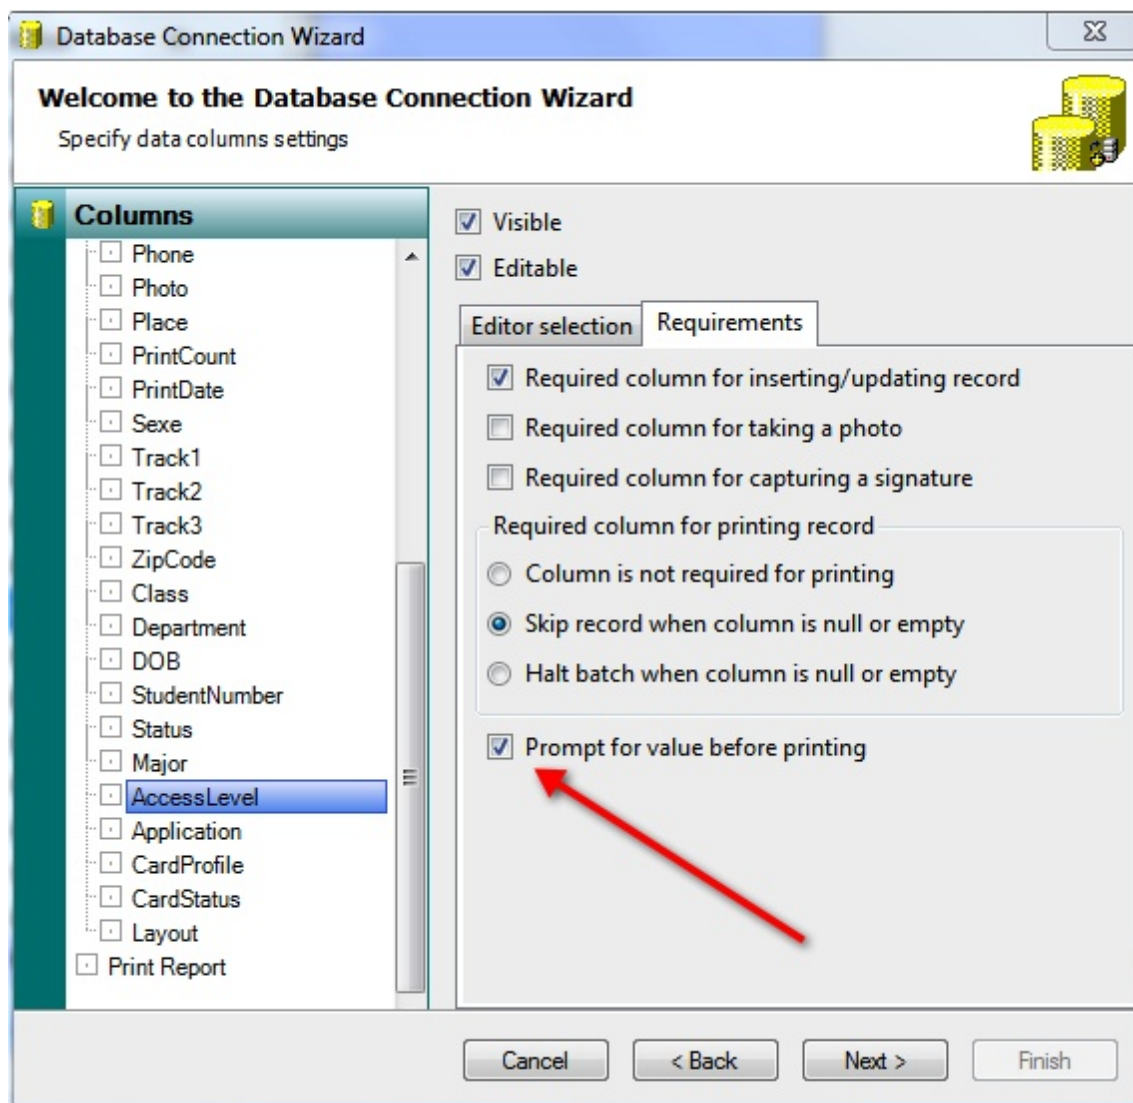 Database Connection Wizard
Welcome to the Database Connection Wizard
Specify data columns settings
Columns
Phone
Photo
Place
PrintCount
PrintDate
Sexe
Track1
Track2
Track3
ZipCode
Class
Department
DOB
StudentNumber
Status
Major
AccessLevel
Application
CardProfile
CardStatus
Layout
Print Report
Visible
Editable
Editor selection
Requirements
Required column for inserting/updating record
Required column for taking a photo
Required column for capturing a signature
Required column for printing record
Column is not required for printing
Skip record when column is null or empty
Halt batch when column is null or empty
Prompt for value before printing
Cancel
< Back
Next >
Finish